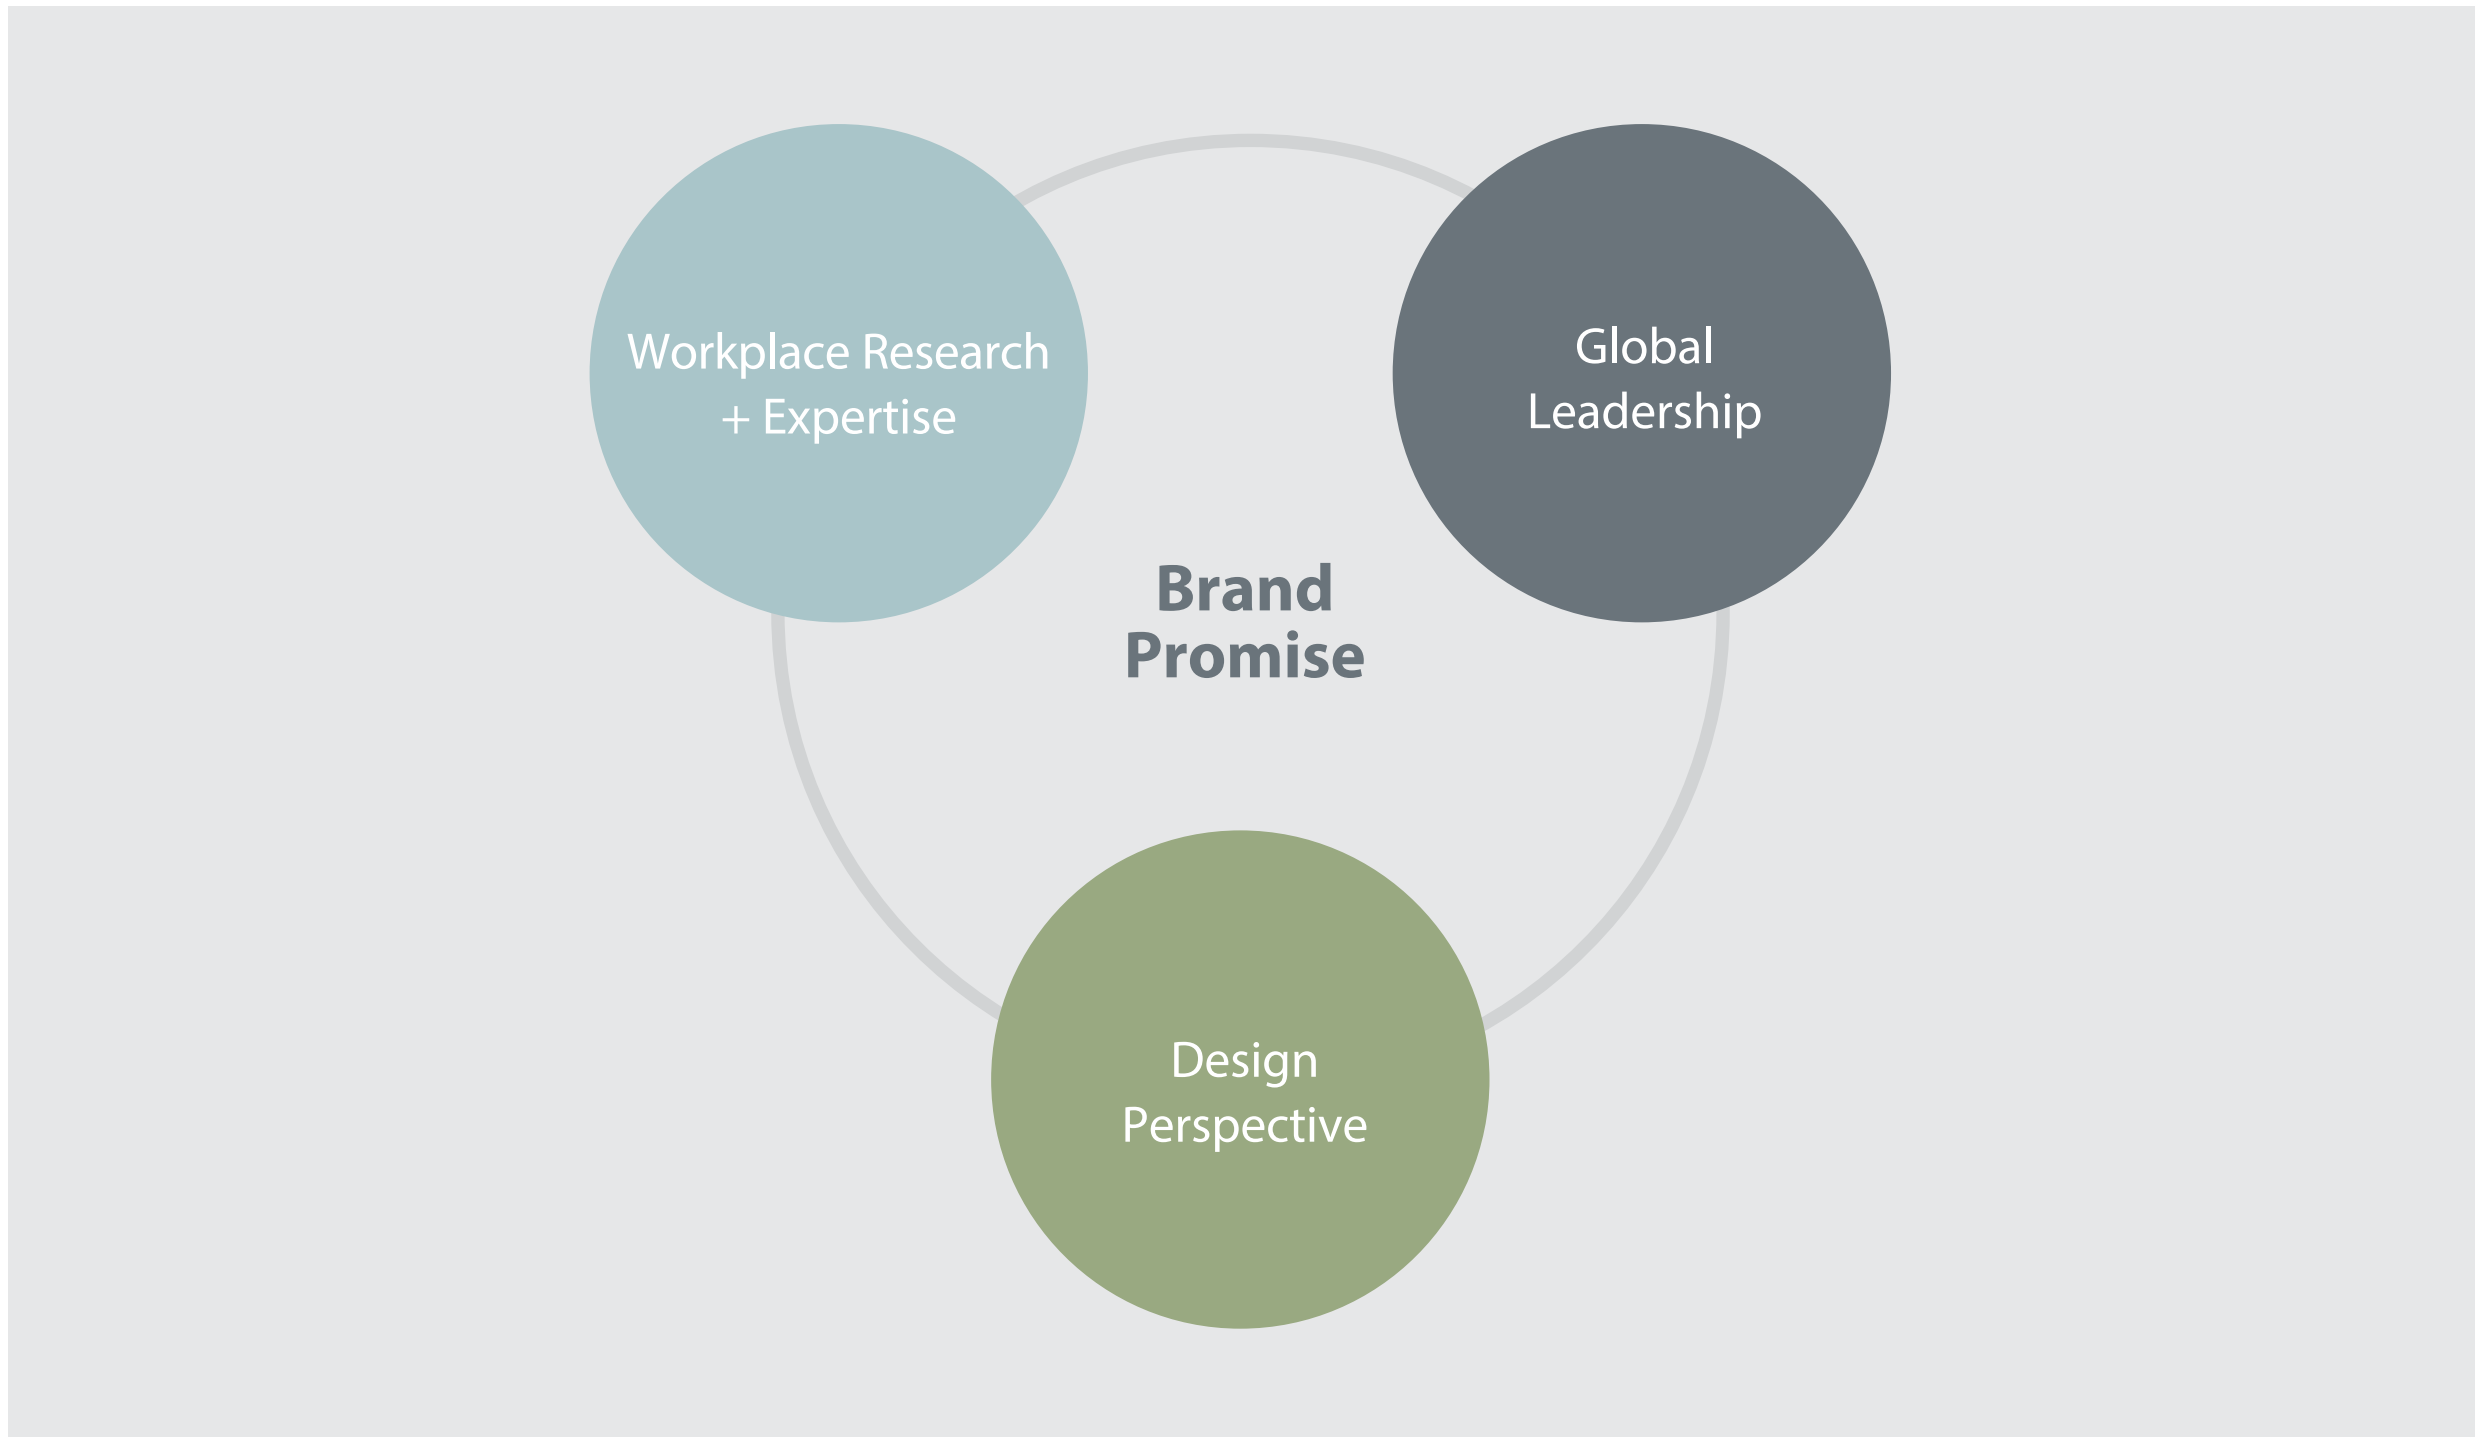 Workplace Research
+ Expertise
Global
Leadership
Brand
Promise
Design
Perspective